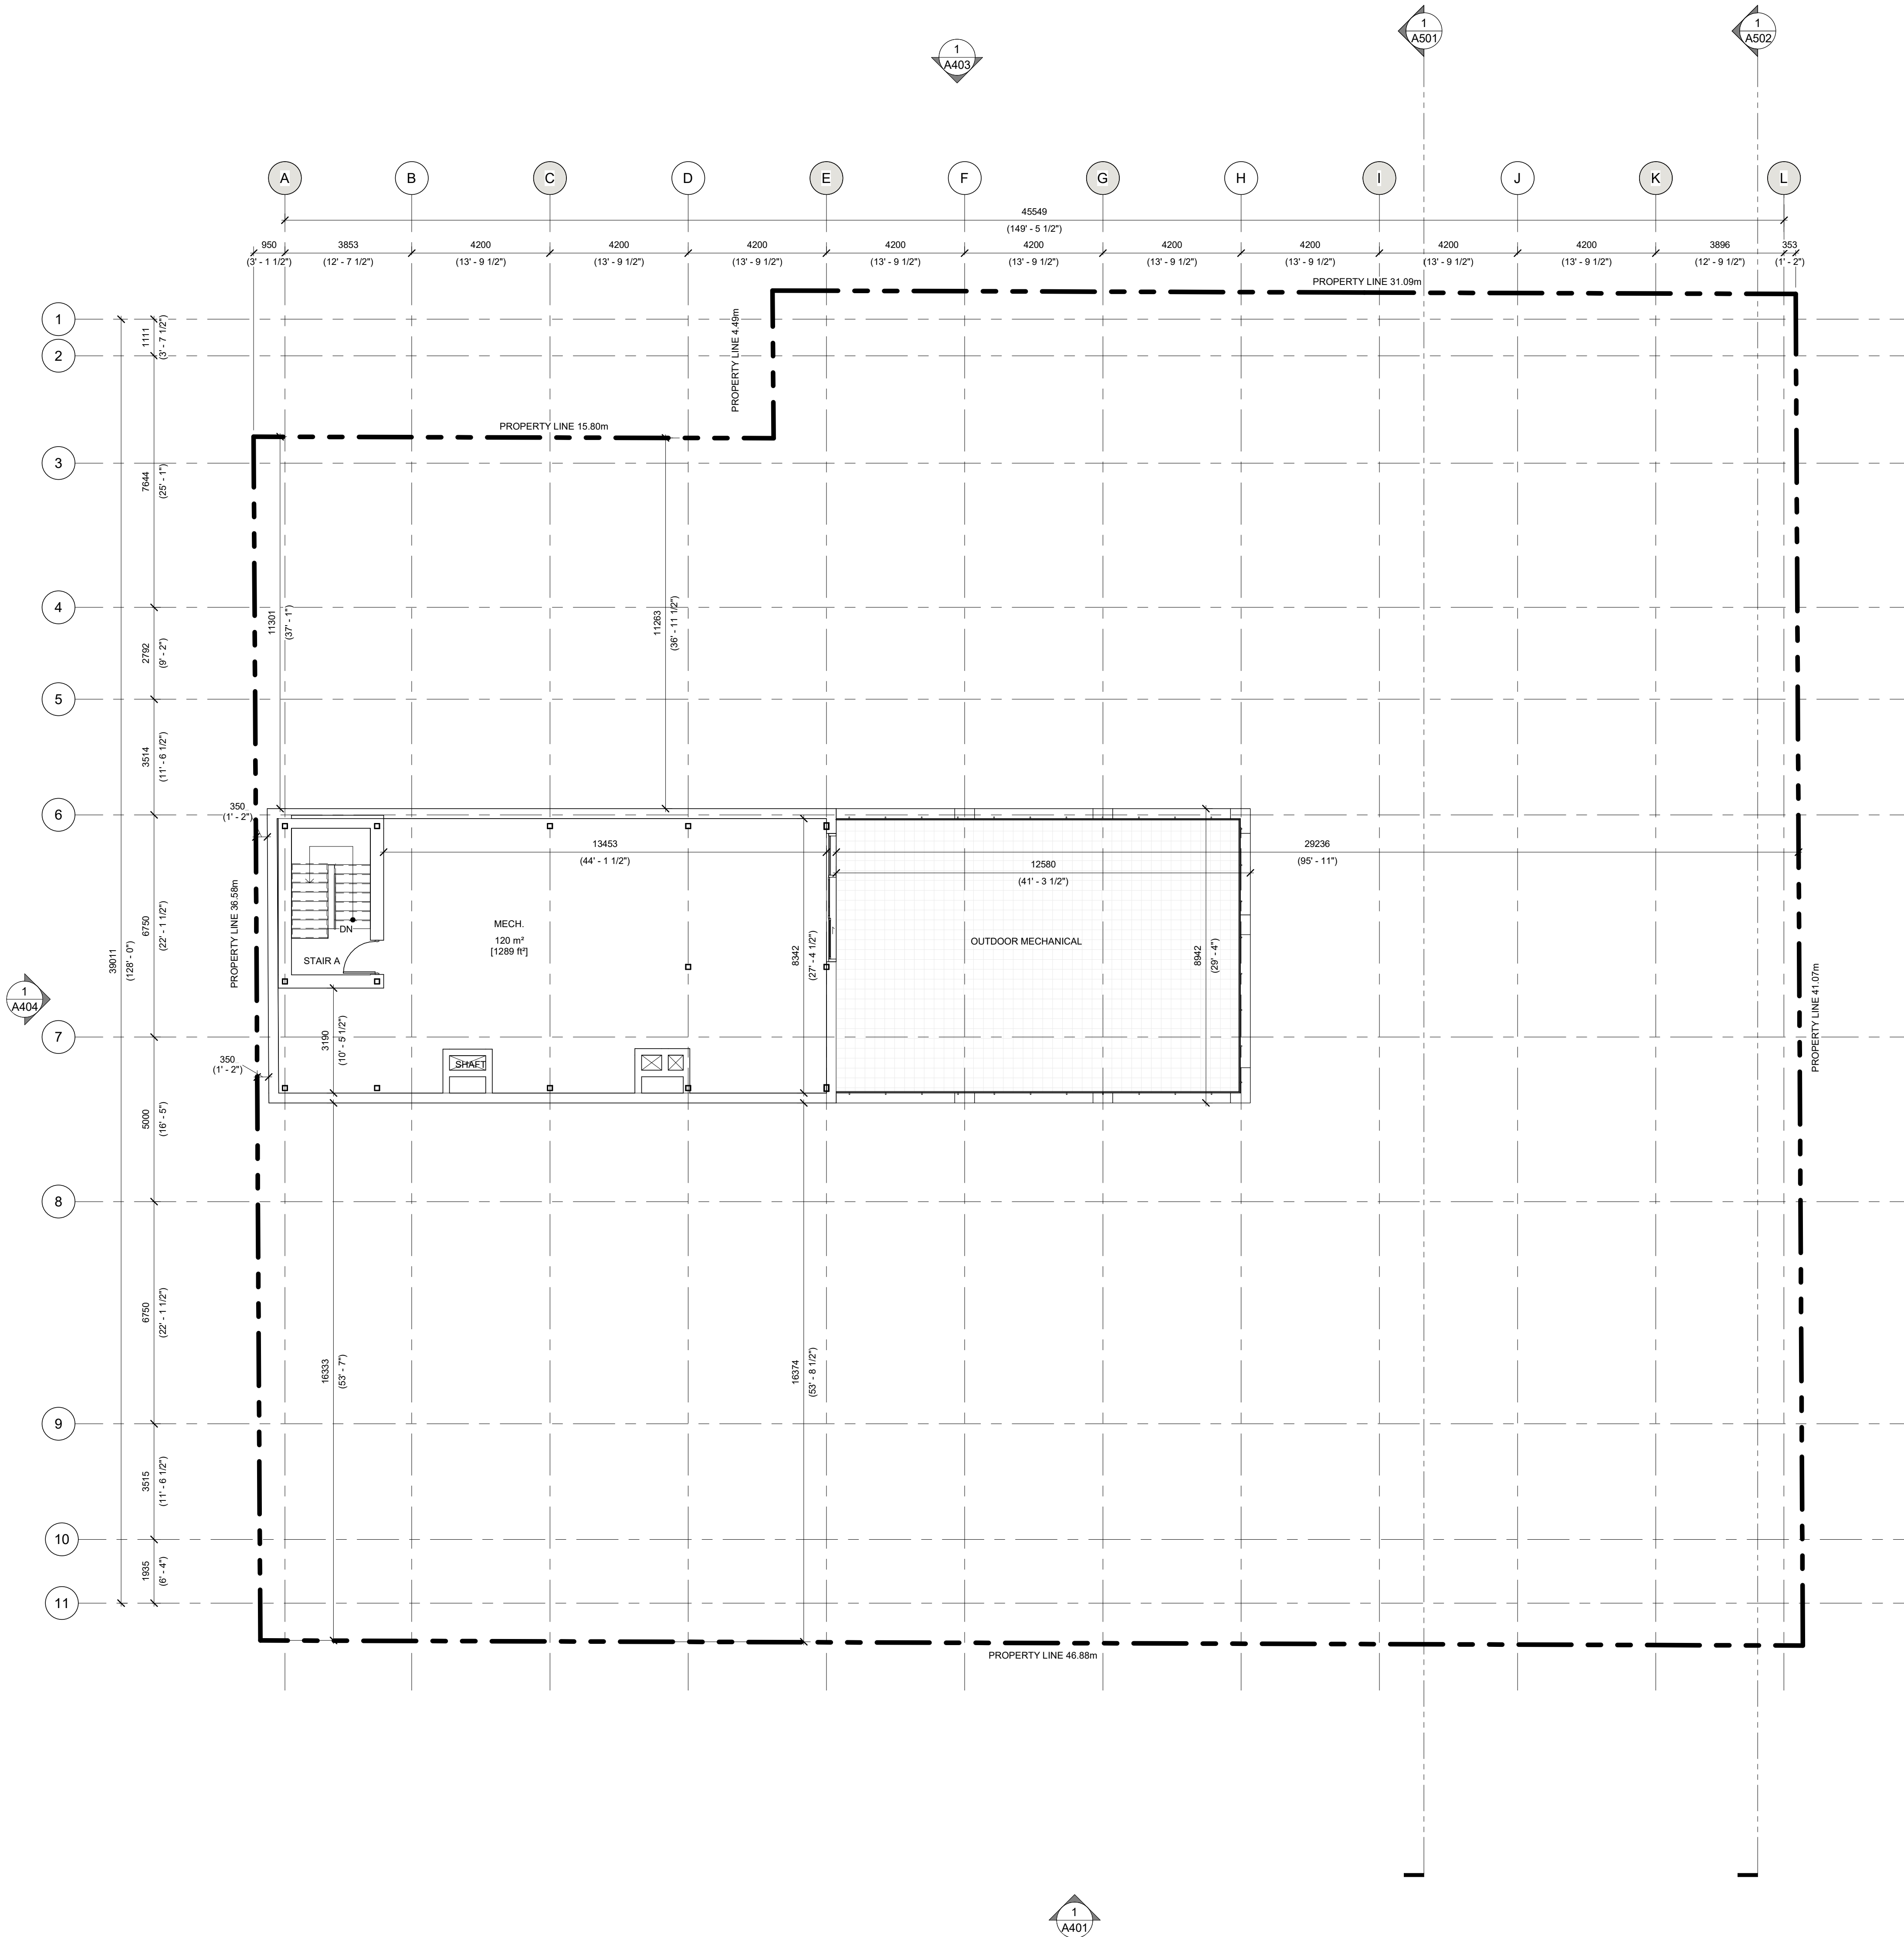 1
A501
1
A502
1
A403
A
B
C
D
E
F
G
H
I
J
K
L
45549
(149' - 5 1/2")
950
(3' - 1 1/2")
3853
(12' - 7 1/2")
4200
(13' - 9 1/2")
4200
(13' - 9 1/2")
4200
(13' - 9 1/2")
4200
(13' - 9 1/2")
4200
(13' - 9 1/2")
4200
(13' - 9 1/2")
4200
(13' - 9 1/2")
4200
(13' - 9 1/2")
4200
(13' - 9 1/2")
3896
(12' - 9 1/2")
353
(1' - 2")
PROPERTY LINE 31.09m
PROPERTY LINE 4.49m
PROPERTY LINE 15.80m
1
2
3
4
5
6
7
8
9
10
11
1111
(3' - 7 1/2")
7644
(25' - 1")
2792
(9' - 2")
3514
(11' - 6 1/2")
6750
(22' - 1 1/2")
39011
(128' - 0")
5000
(16' - 5")
6750
(22' - 1 1/2")
3515
(11' - 6 1/2")
1935
(6' - 4")
11301
(37' - 1")
11263
(36' - 11 1/2")
350
(1' - 2")
PROPERTY LINE 36.58m
13453
(44' - 1 1/2")
12580
(41' - 3 1/2")
29236
(95' - 11")
DN
STAIR A
MECH.
120 m²
[1289 ft²]
8342
(27' - 4 1/2")
OUTDOOR MECHANICAL
8942
(29' - 4")
PROPERTY LINE 41.07m
1
A404
3190
(10' - 5 1/2")
350
(1' - 2")
SHAFT
16333
(53' - 7")
16374
(53' - 8 1/2")
PROPERTY LINE 46.88m
1
A401